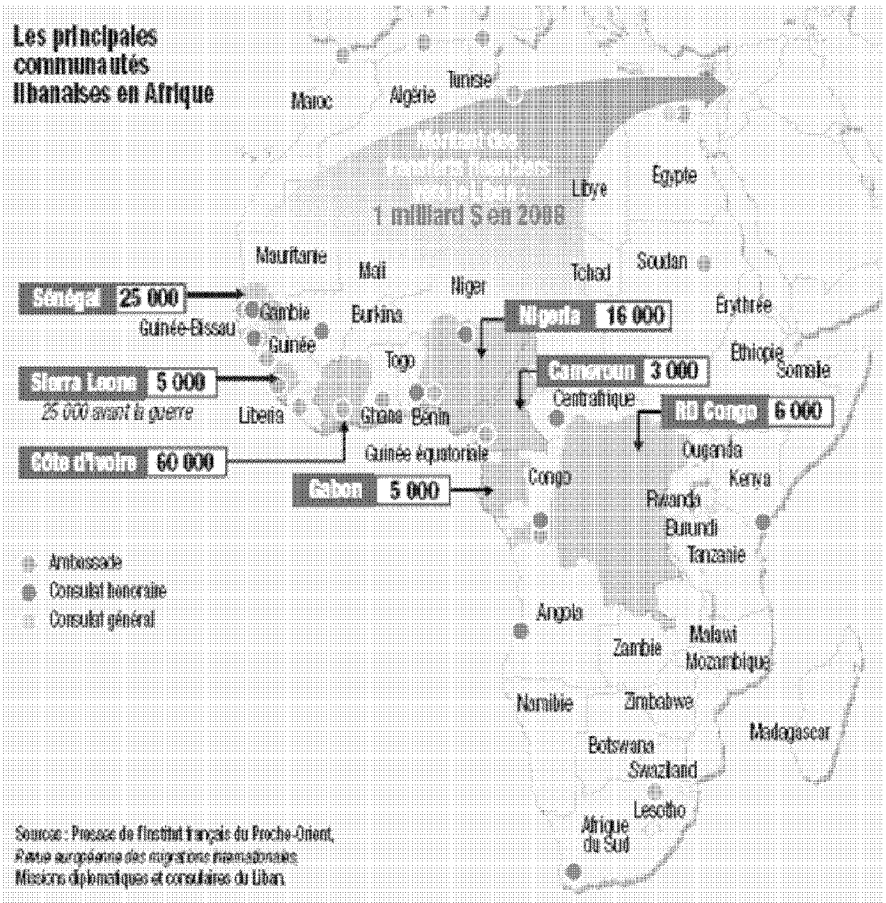 Les principales
communautés
libanaises en Afrique
Maroc
Algérie
Tunisie
Montant des
transferts financiers
vers le Liban :
1 milliard $ en 2008
Libye
Egypte
Mauritanie
Mali
Niger
Tchad
Soudan
Érythrée
Sénégal 25 000
Gambie
Burkina
Nigeria 16 000
Guinée-Bissau
Guinée
Togo
Éthiopie
Somalie
Cameroun 3 000
Sierra Leone 5 000
25 000 avant la guerre
Liberia
Ghana
Bénin
Centrafrique
RD Congo 6 000
Côte d'Ivoire 60 000
Guinée équatoriale
Ouganda
Gabon 5 000
Congo
Kenya
Rwanda
Burundi
Tanzanie
Ambassade
Consulat honoraire
Consulat général
Angola
Zambie
Malawi
Mozambique
Namibie
Zimbabwe
Botswana
Madagascar
Swaziland
Lesotho
Afrique
du Sud
Sources : Presses de l'Institut français du Proche-Orient,
Revue européenne des migrations internationales,
Missions diplomatiques et consulaires du Liban.